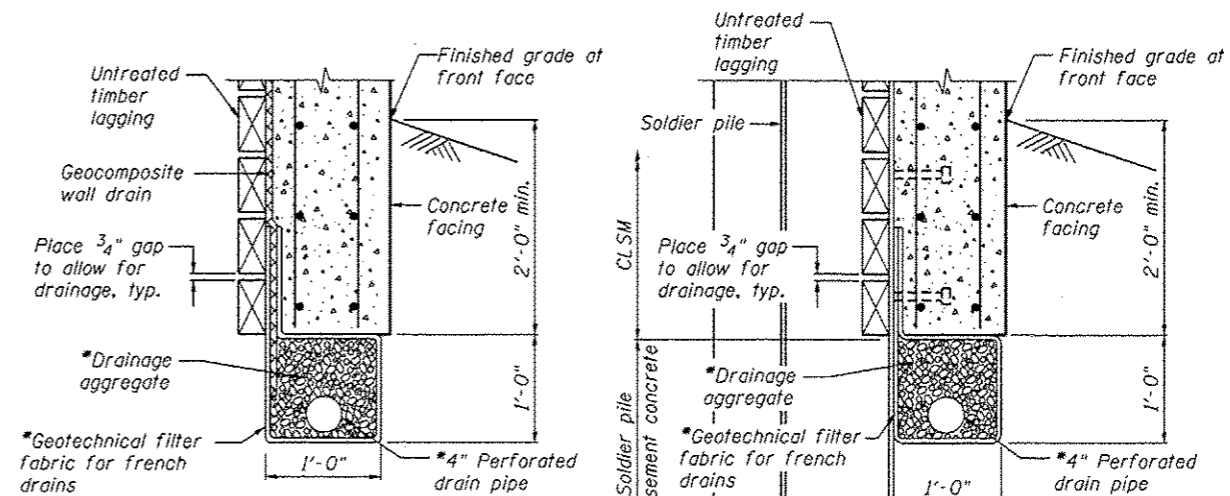 Untreated
timber
lagging
Geocomposite
wall drain
Place 3/4" gap
to allow for
drainage, typ.
*Drainage
aggregate
*Geotechnical filter
fabric for french
drains
1'-0"
*4" Perforated
drain pipe
Finished grade at
front face
Concrete
facing
2'-0" min.
1'-0"
Untreated
timber
lagging
Soldier pile
CLSM
Place 3/4" gap
to allow for
drainage, typ.
*Drainage
aggregate
*Geotechnical filter
fabric for french
drains
Soldier pile
sement concrete
1'-0"
*4" Perforated
drain pipe
Finished grade at
front face
Concrete
facing
2'-0" min.
1'-0"